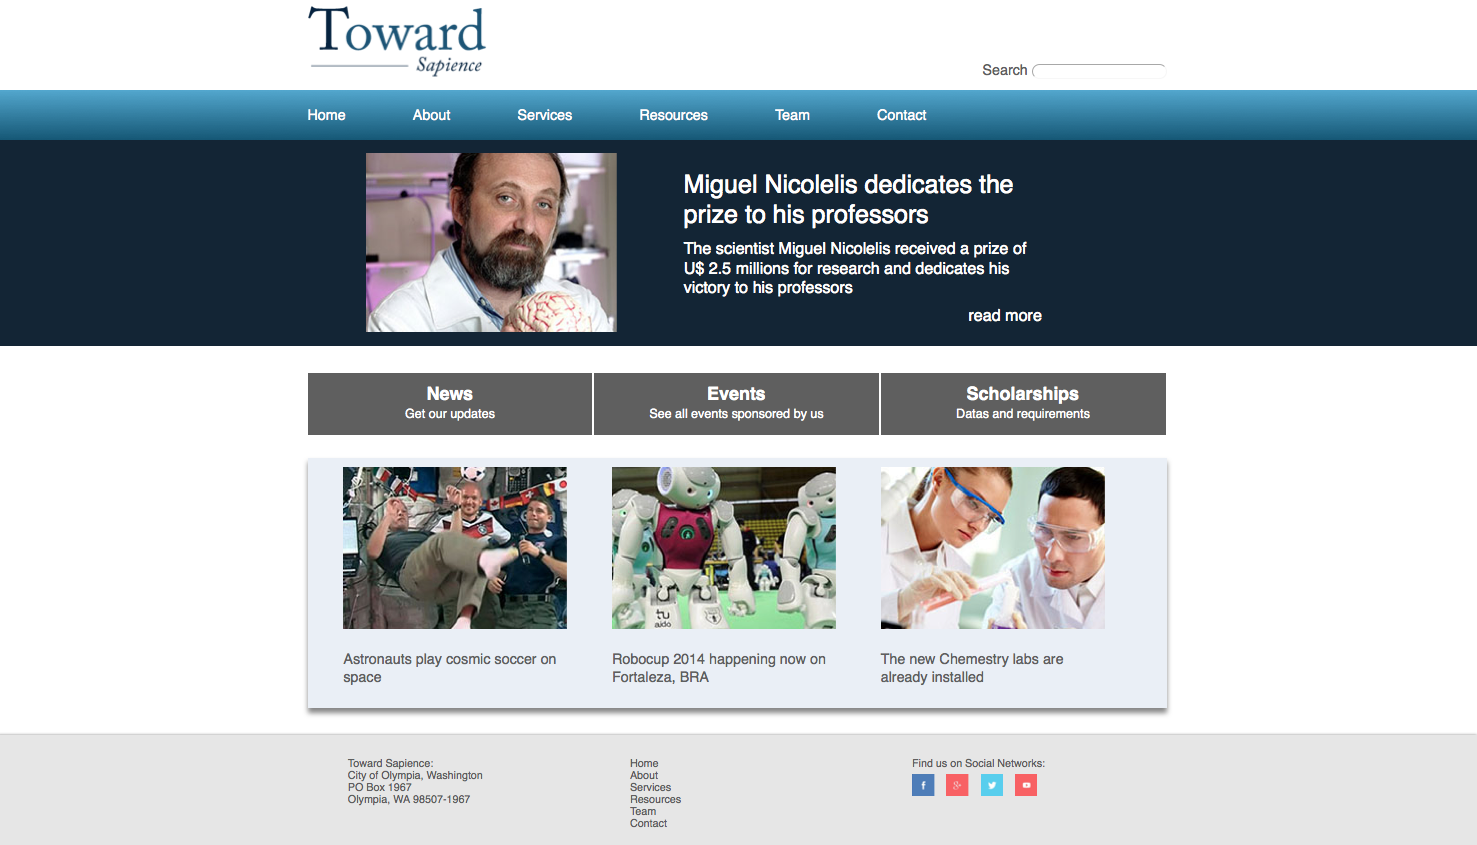 Toward
Sapience
Search
Home About Services Resources Team Contact
Miguel Nicolelis dedicates the
prize to his professors
The scientist Miguel Nicolelis received a prize of
U$ 2.5 millions for research and dedicates his
victory to his professors
read more
News
Get our updates
Events
See all events sponsored by us
Scholarships
Datas and requirements
tu
aido
Astronauts play cosmic soccer on
space
Robocup 2014 happening now on
Fortaleza, BRA
The new Chemestry labs are
already installed
Toward Sapience:
City of Olympia, Washington
PO Box 1967
Olympia, WA 98507-1967
Home
About
Services
Resources
Team
Contact
Find us on Social Networks: